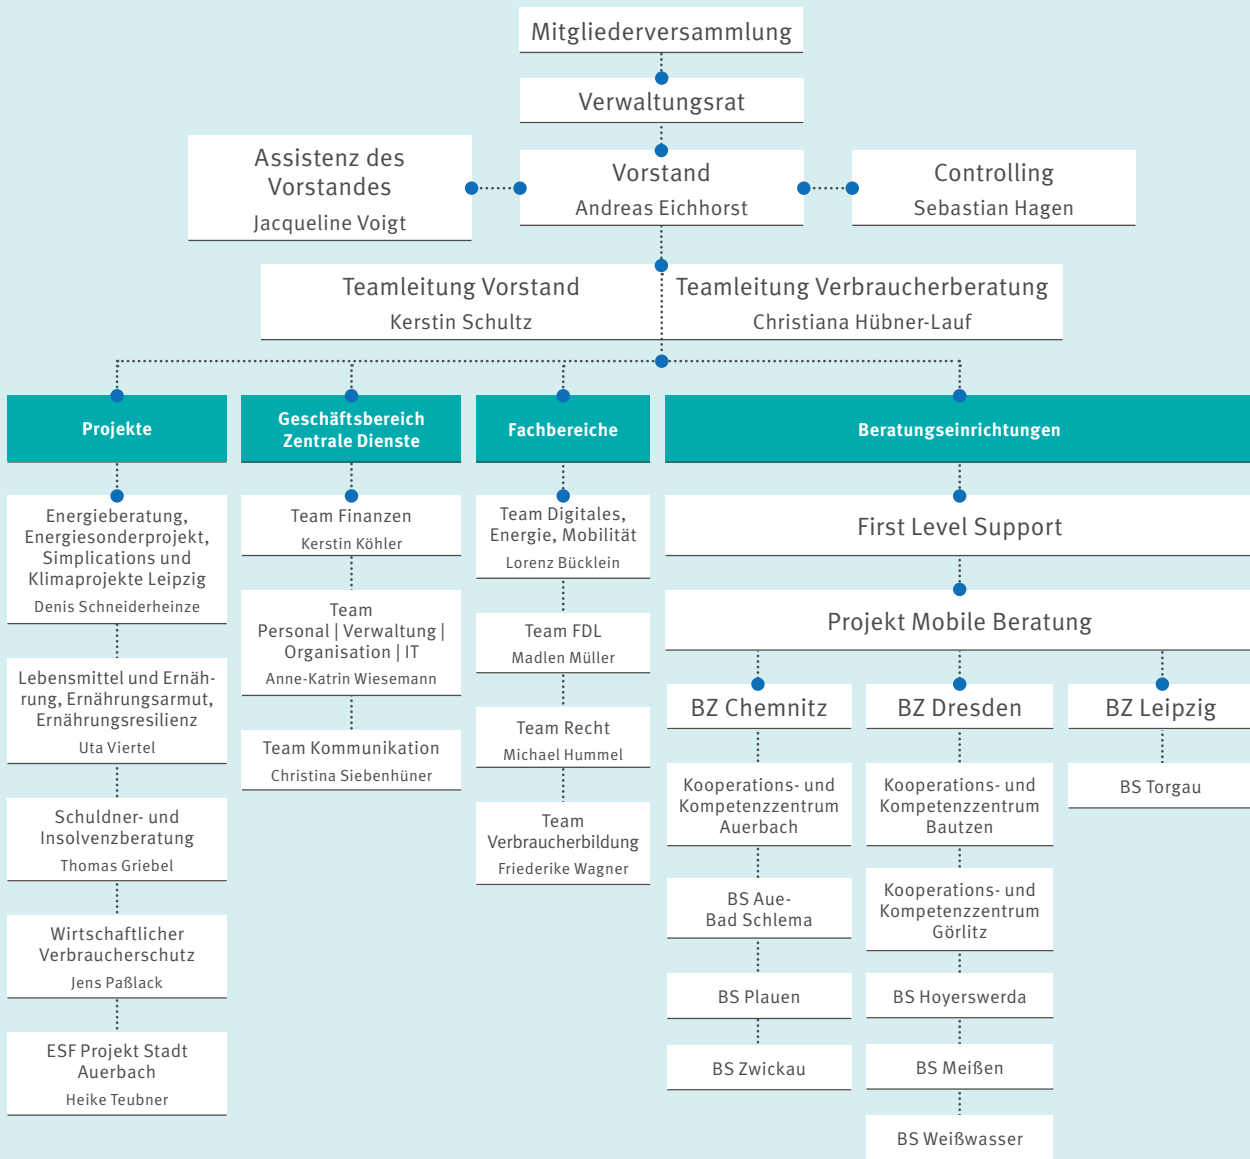 Mitgliederversammlung
Verwaltungsrat
Assistenz des
Vorstandes
Jacqueline Voigt
Vorstand
Andreas Eichhorst
Controlling
Sebastian Hagen
Teamleitung Vorstand
Kerstin Schultz
Teamleitung Verbraucherberatung
Christiana Hübner-Lauf
Projekte
Energieberatung,
Energiesonderprojekt,
Simplications und
Klimaprojekte Leipzig
Denis Schneiderheinze
Lebensmittel und Ernäh-
rung, Ernährungsarmut,
Ernährungsresilienz
Uta Viertel
Schuldner- und
Insolvenzberatung
Thomas Griebel
Wirtschaftlicher
Verbraucherschutz
Jens Paßlack
ESF Projekt Stadt
Auerbach
Heike Teubner
Geschäftsbereich
Zentrale Dienste
Team Finanzen
Kerstin Köhler
Team
Personal | Verwaltung |
Organisation | IT
Anne-Katrin Wiesemann
Team Kommunikation
Christina Siebenhüner
Fachbereiche
Team Digitales,
Energie, Mobilität
Lorenz Bücklein
Team FDL
Madlen Müller
Team Recht
Michael Hummel
Team
Verbraucherbildung
Friederike Wagner
Beratungseinrichtungen
First Level Support
Projekt Mobile Beratung
BZ Chemnitz
Kooperations- und
Kompetenzzentrum
Auerbach
BS Aue-
Bad Schlema
BS Plauen
BS Zwickau
BZ Dresden
Kooperations- und
Kompetenzzentrum
Bautzen
Kooperations- und
Kompetenzzentrum
Görlitz
BS Hoyerswerda
BS Meißen
BS Weißwasser
BZ Leipzig
BS Torgau